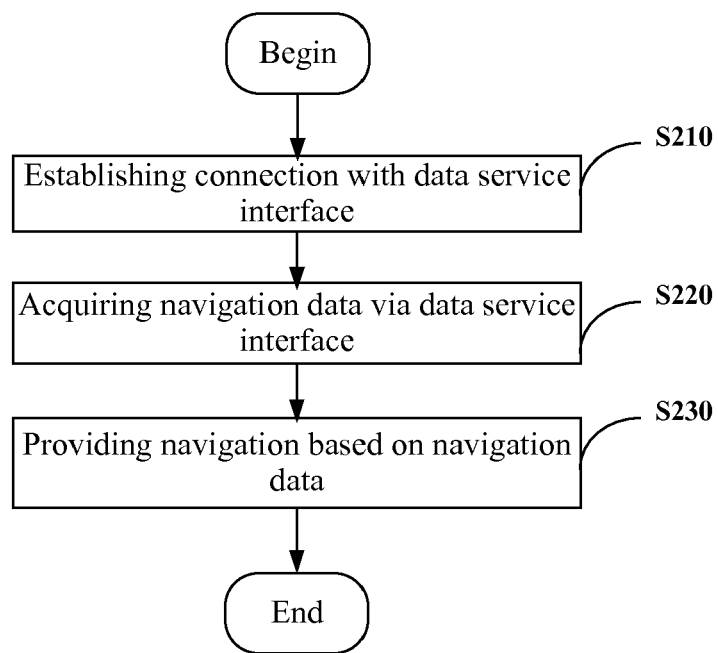 Begin
S210
Establishing connection with data service
interface
S220
Acquiring navigation data via data service
interface
S230
Providing navigation based on navigation
data
End